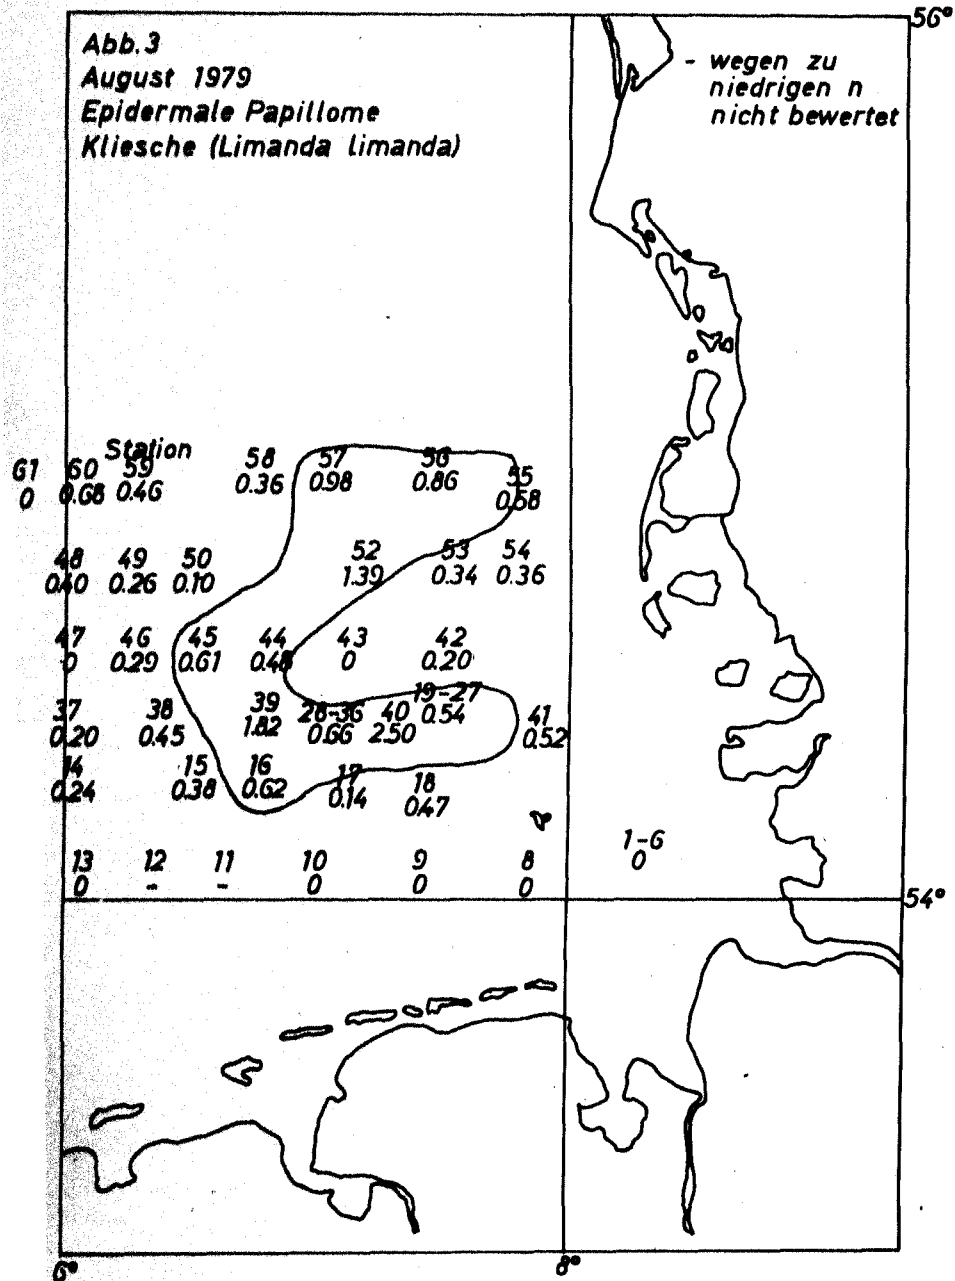 56°
Abb.3
August 1979
Epidermale Papillome
Kliesche (Limanda limanda)
- wegen zu
niedrigen n
nicht bewertet
Station
61 60 59 58 57 56 55
0 0.68 0.46 0.36 0.98 0.86 0.58
48 49 50 52 53 54
0.40 0.26 0.10 1.39 0.34 0.36
47 46 45 44 43 42
0 0.29 0.61 0.48 0 0.20
37 38 39 28-36 40 19-27 41
0.20 0.45 1.82 0.66 2.50 0.54 0.52
14 15 16 17 18
0.24 0.38 0.62 0.14 0.47
13 12 11 10 9 8 1-6
0 - - 0 0 0 0
54°
6° 8°